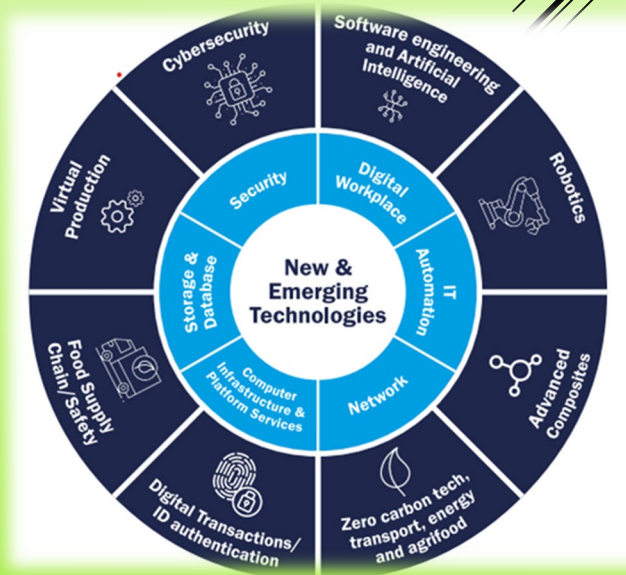 New &
Emerging
Technologies
Digital
Workplace
IT
Automation
Network
Computer
Infrastructure &
Platform Services
Storage &
Database
Security
Software engineering
and Artificial
Intelligence
Robotics
Advanced
Composites
Zero carbon tech,
transport, energy
and agrifood
Digital Transactions/
ID authentication
Food Supply
Chain/Safety
Virtual
Production
Cybersecurity